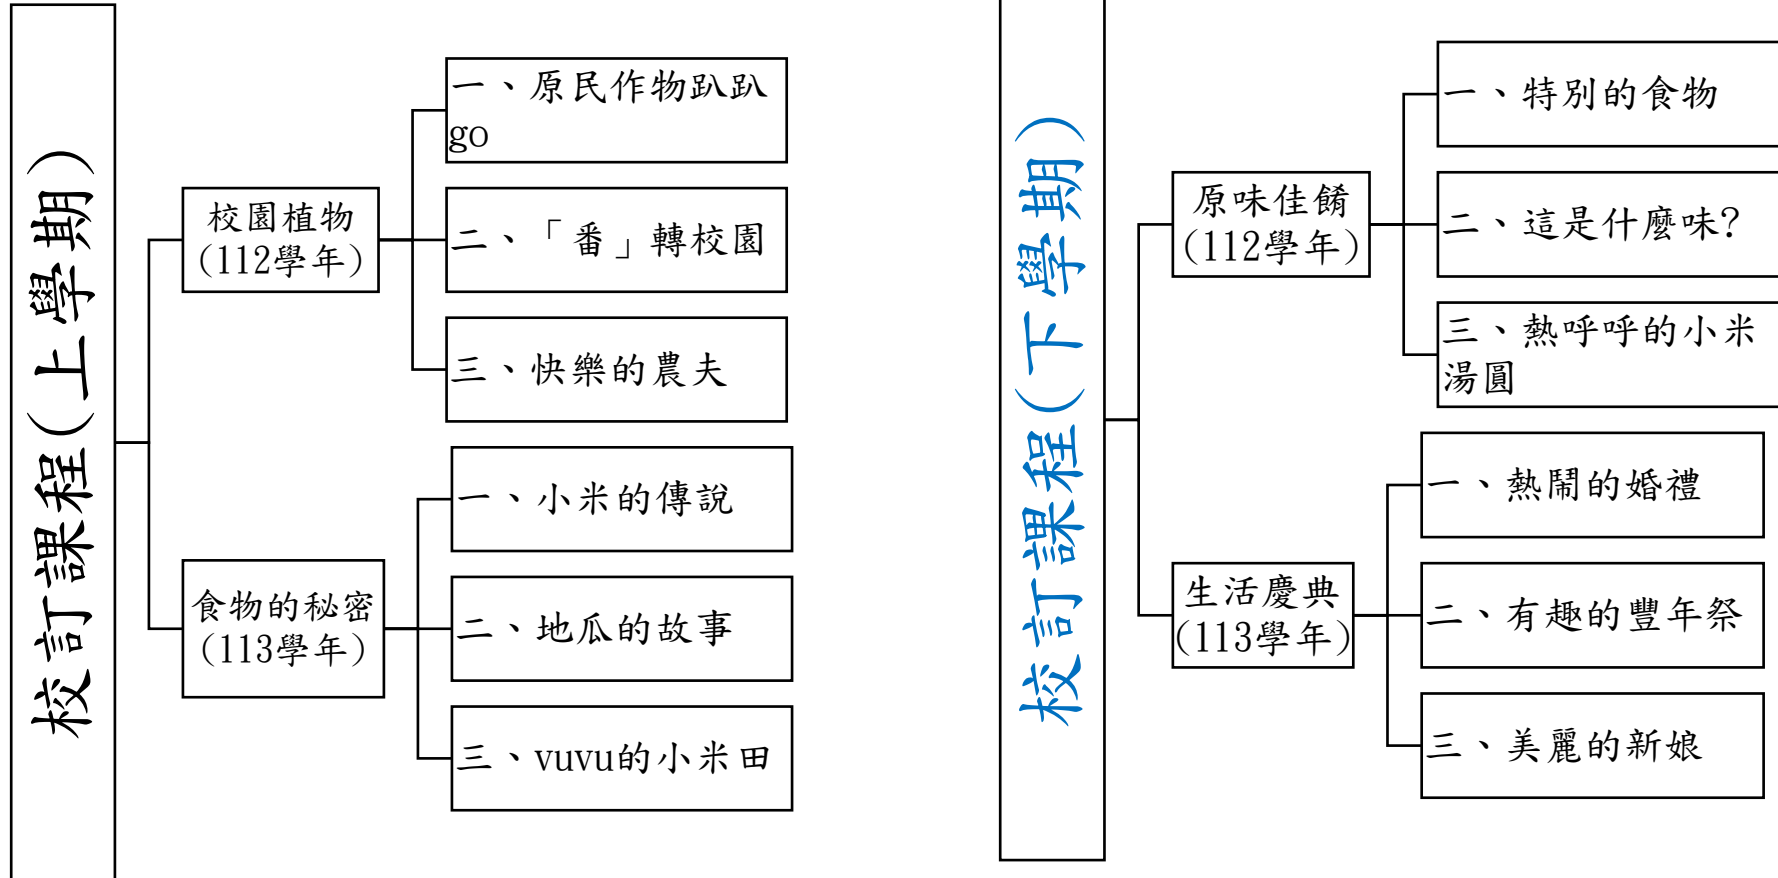 校訂課程(上學期)
校園植物
(112學年)
一、原民作物趴趴
go
二、「番」轉校園
三、快樂的農夫
食物的秘密
(113學年)
一、小米的傳說
二、地瓜的故事
三、vuvu的小米田
校訂課程(下學期)
原味佳餚
(112學年)
一、特別的食物
二、這是什麼味?
三、熱呼呼的小米
湯圓
生活慶典
(113學年)
一、熱鬧的婚禮
二、有趣的豐年祭
三、美麗的新娘